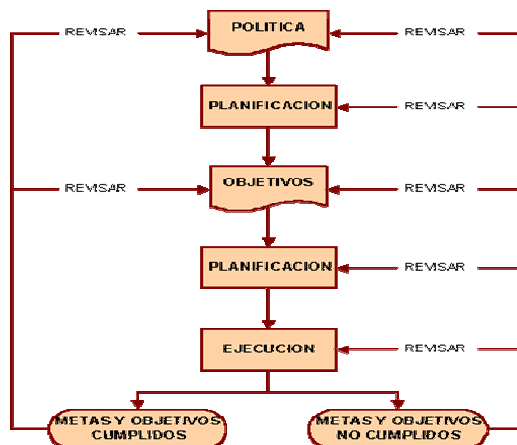 REVISAR POLITICA REVISAR
PLANIFICACION REVISAR
REVISAR OBJETIVOS REVISAR
PLANIFICACION REVISAR
EJECUCION REVISAR
METAS Y OBJETIVOS
CUMPLIDOS
METAS Y OBJETIVOS
NO CUMPLIDOS